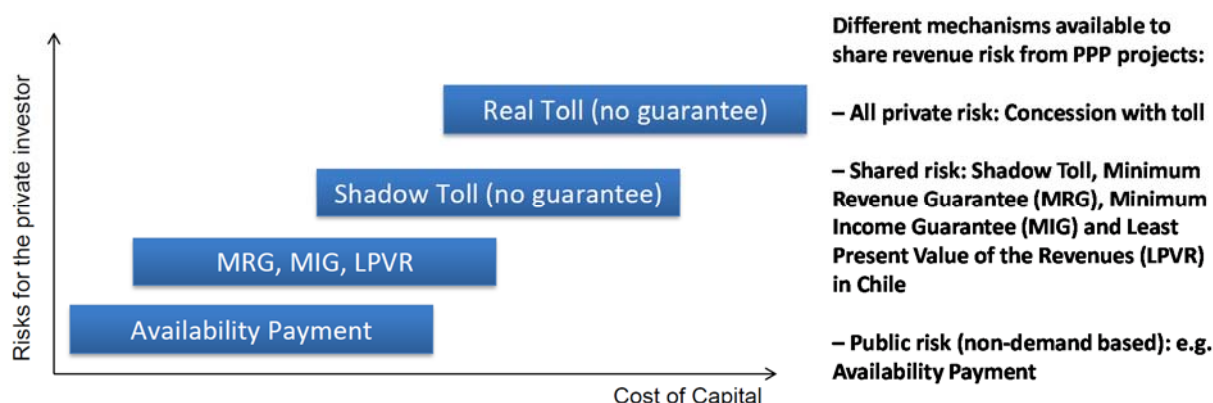 Risks for the private investor
Real Toll (no guarantee)
Shadow Toll (no guarantee)
MRG, MIG, LPVR
Availability Payment
Cost of Capital
Different mechanisms available to
share revenue risk from PPP projects:
– All private risk: Concession with toll
– Shared risk: Shadow Toll, Minimum
Revenue Guarantee (MRG), Minimum
Income Guarantee (MIG) and Least
Present Value of the Revenues (LPVR)
in Chile
– Public risk (non-demand based): e.g.
Availability Payment